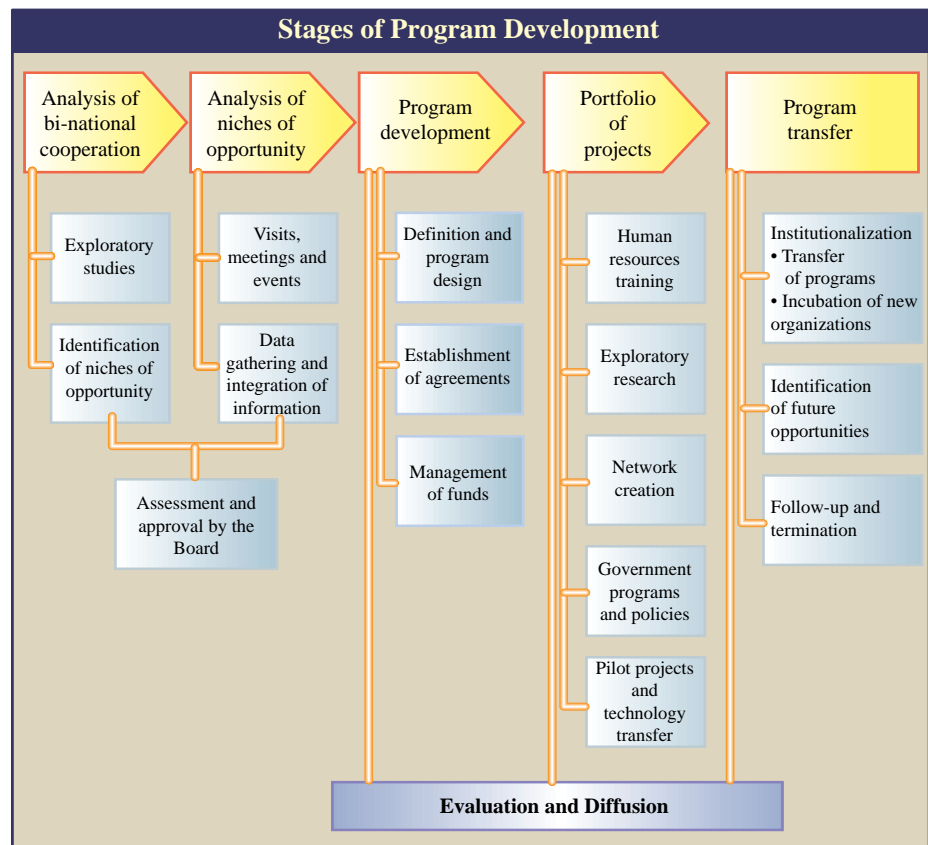 Stages of Program Development
Analysis of
bi-national
cooperation
Analysis of
niches of
opportunity
Program
development
Portfolio
of
projects
Program
transfer
Exploratory
studies
Identification
of niches of
opportunity
Visits,
meetings and
events
Data
gathering and
integration of
information
Assessment and
approval by the
Board
Definition and
program
design
Establishment
of agreements
Management
of funds
Human
resources
training
Exploratory
research
Network
creation
Government
programs
and policies
Pilot projects
and
technology
transfer
Institutionalization
• Transfer
of programs
• Incubation of new
organizations
Identification
of future
opportunities
Follow-up and
termination
Evaluation and Diffusion